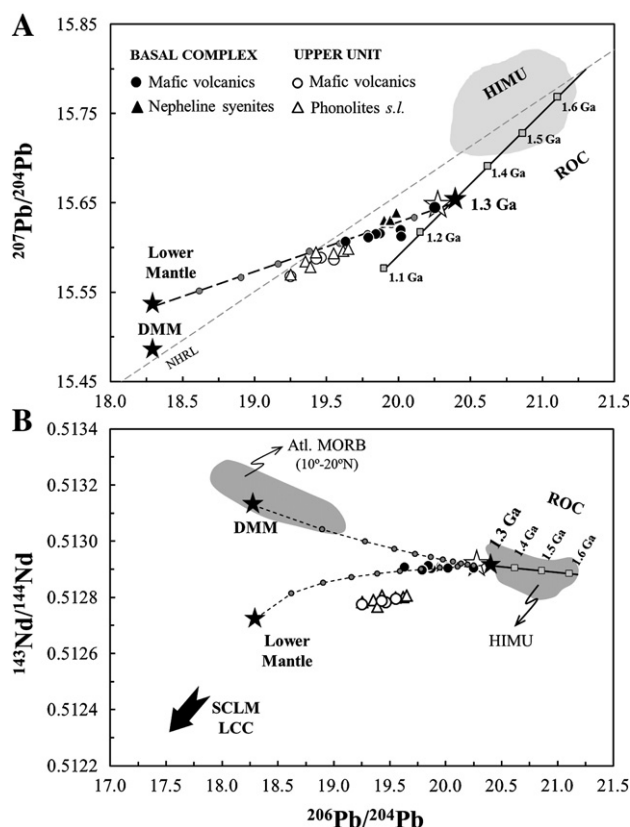 A
15.85
15.75
15.65
15.55
15.45
207Pb/204Pb
BASAL COMPLEX
UPPER UNIT
Mafic volcanics
Mafic volcanics
Nepheline syenites
Phonolites s.l.
HIMU
1.6 Ga
1.5 Ga
1.4 Ga
ROC
1.3 Ga
1.2 Ga
1.1 Ga
Lower
Mantle
DMM
NHRL
18.0 18.5 19.0 19.5 20.0 20.5 21.0 21.5
B
0.5134
0.5132
0.5130
0.5128
0.5126
0.5124
0.5122
143Nd/144Nd
Atl. MORB
(10º-20ºN)
DMM
ROC
1.3 Ga
1.4 Ga
1.5 Ga
1.6 Ga
HIMU
Lower
Mantle
SCLM
LCC
17.0 17.5 18.0 18.5 19.0 19.5 20.0 20.5 21.0 21.5
206Pb/204Pb